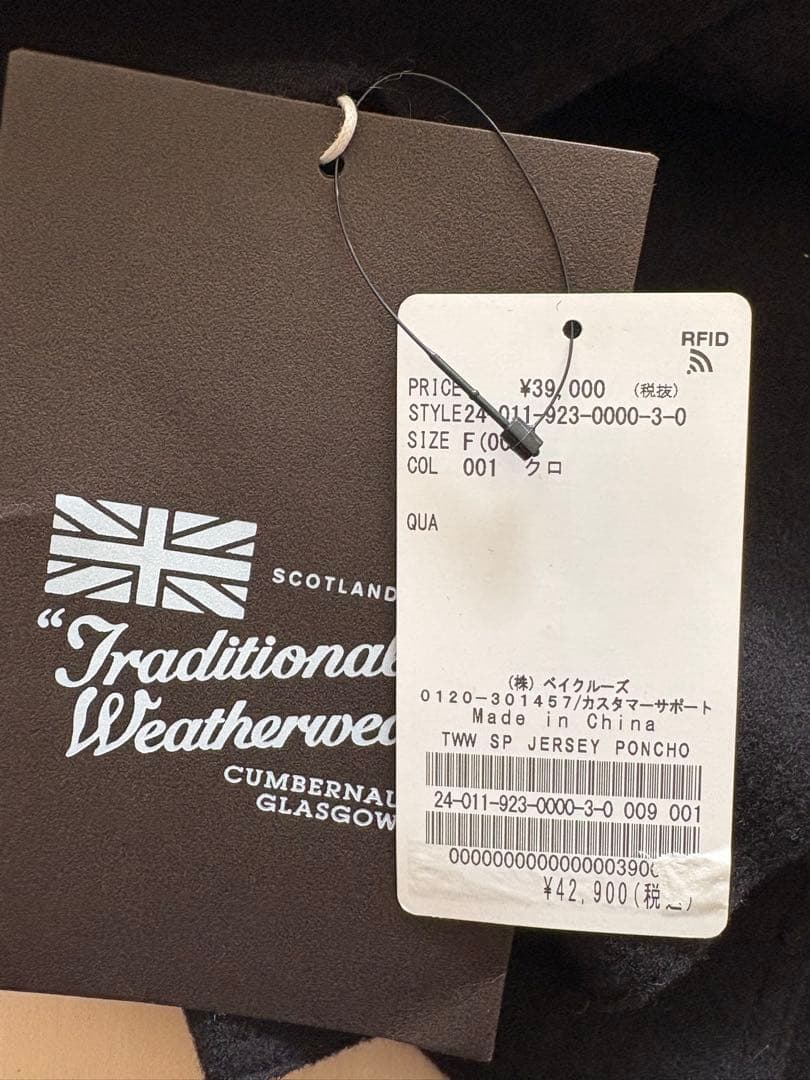 SCOTLAND
"Traditional
CUMBERNAU
GLASGOW
RFID
PRICE ¥39,000 (税抜)
STYLE24-011-923-0000-3-0
SIZE F(00
COL 001 クロ
QUA
(株) ベイクルーズ
0120-301457/カスタマーサポート
Made in China
TWW SP JERSEY PONCHO
24-011-923-0000-3-0 009 001
¥42,900(税